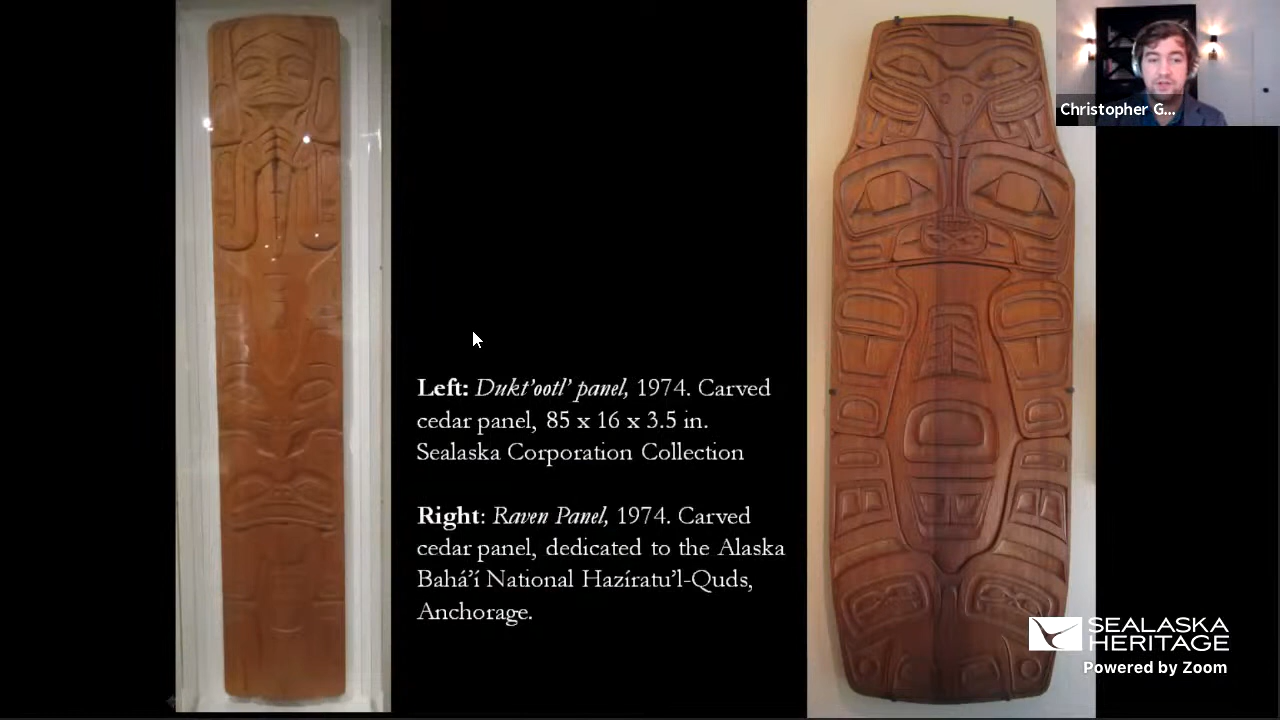 Christopher G...
Left: Dukt’ootl’ panel, 1974. Carved
cedar panel, 85 x 16 x 3.5 in.
Sealaska Corporation Collection
Right: Raven Panel, 1974. Carved
cedar panel, dedicated to the Alaska
Bahá’í National Hazíratu’l-Quds,
Anchorage.
SEALASKA
HERITAGE
Powered by Zoom